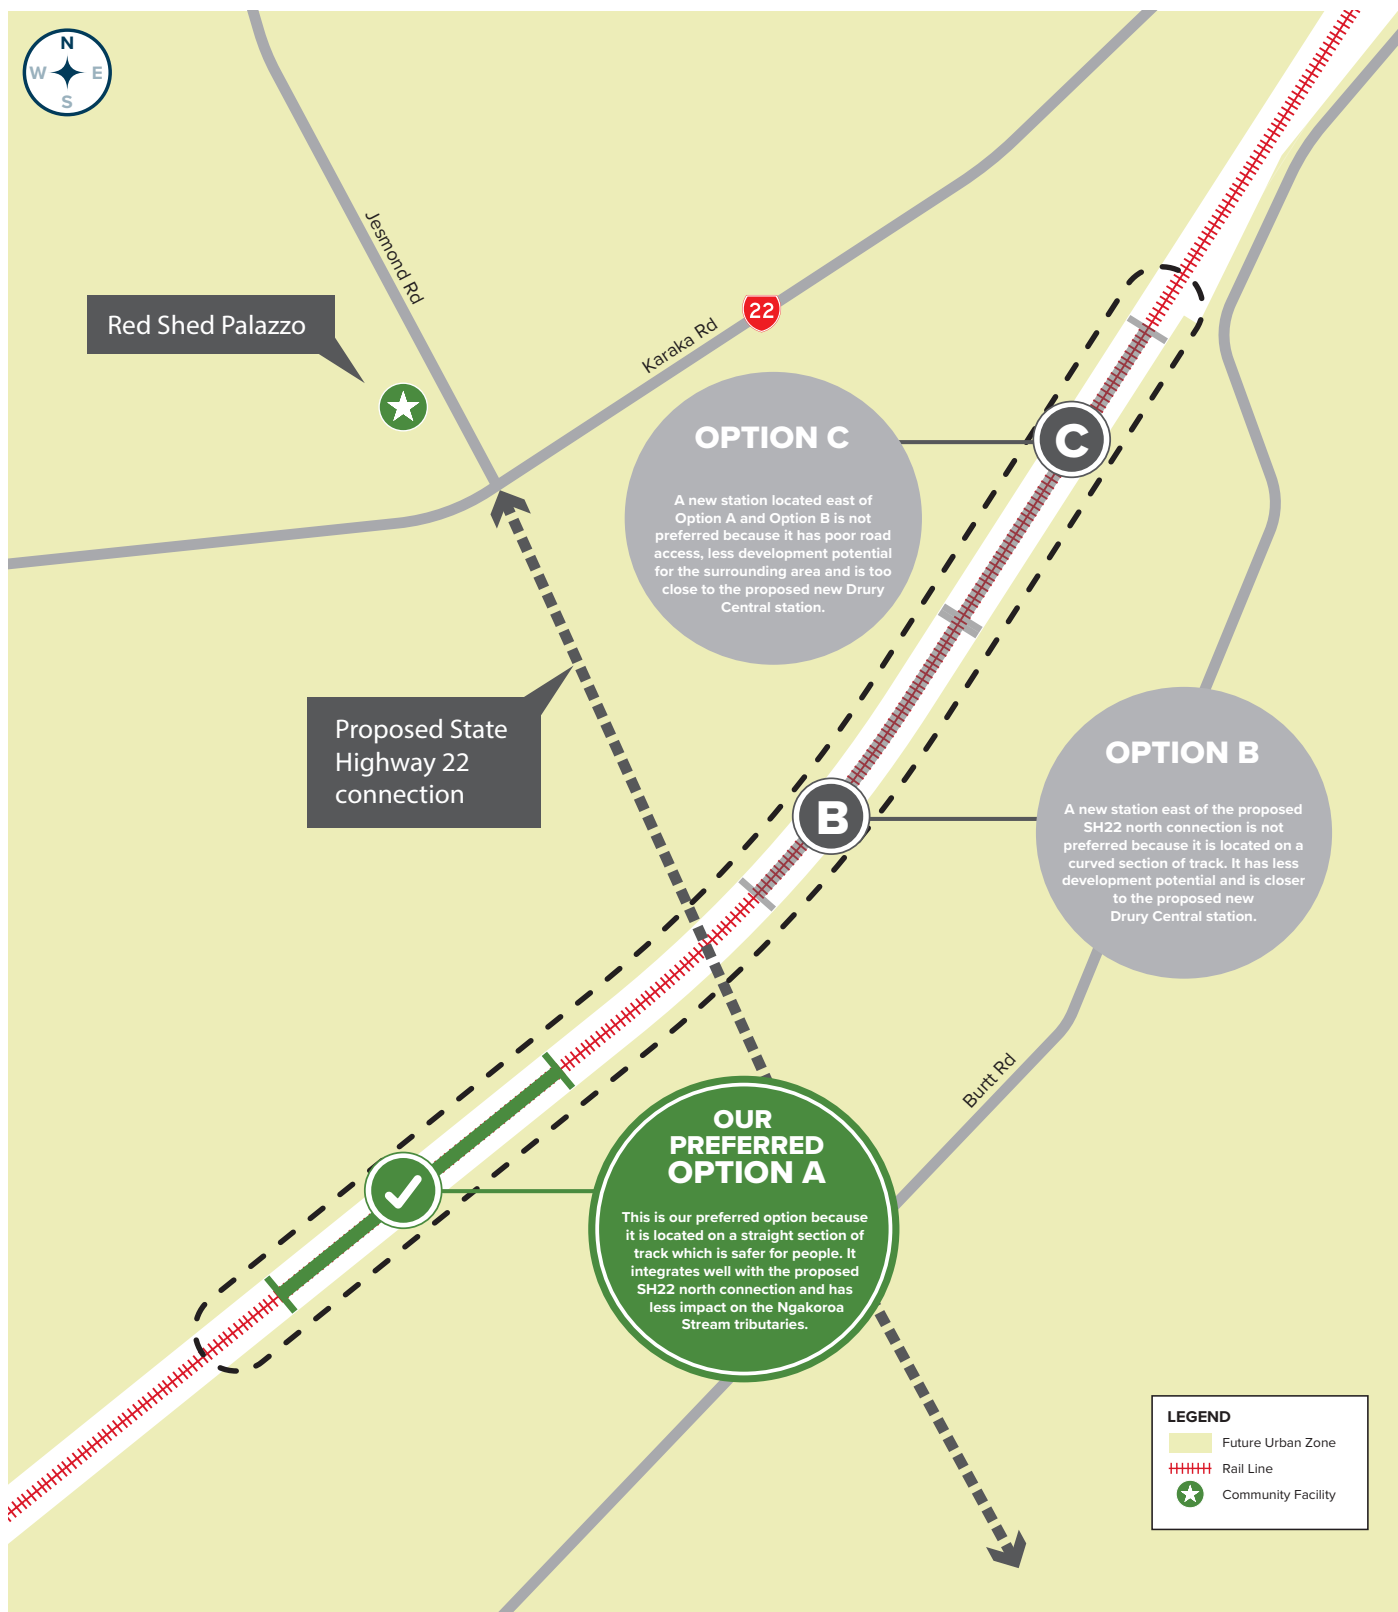 N
W E
S
Jesmond Rd
Red Shed Palazzo
22
Karaka Rd
OPTION C
A new station located east of
Option A and Option B is not
preferred because it has poor road
access, less development potential
for the surrounding area and is too
close to the proposed new Drury
Central station.
C
Proposed State
Highway 22
connection
B
OPTION B
A new station east of the proposed
SH22 north connection is not
preferred because it is located on a
curved section of track. It has less
development potential and is closer
to the proposed new
Drury Central station.
Burtt Rd
OUR
PREFERRED
OPTION A
This is our preferred option because
it is located on a straight section of
track which is safer for people. It
integrates well with the proposed
SH22 north connection and has
less impact on the Ngakoroa
Stream tributaries.
LEGEND
Future Urban Zone
Rail Line
Community Facility